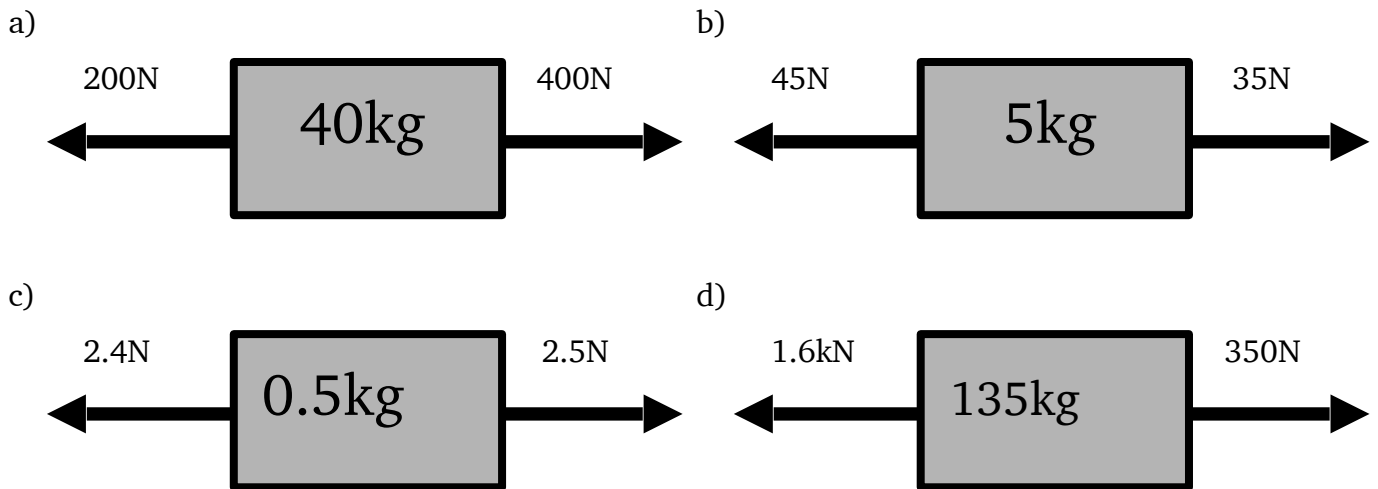 a)
200N
40kg
400N
b)
45N
5kg
35N
c)
2.4N
0.5kg
2.5N
d)
1.6kN
135kg
350N